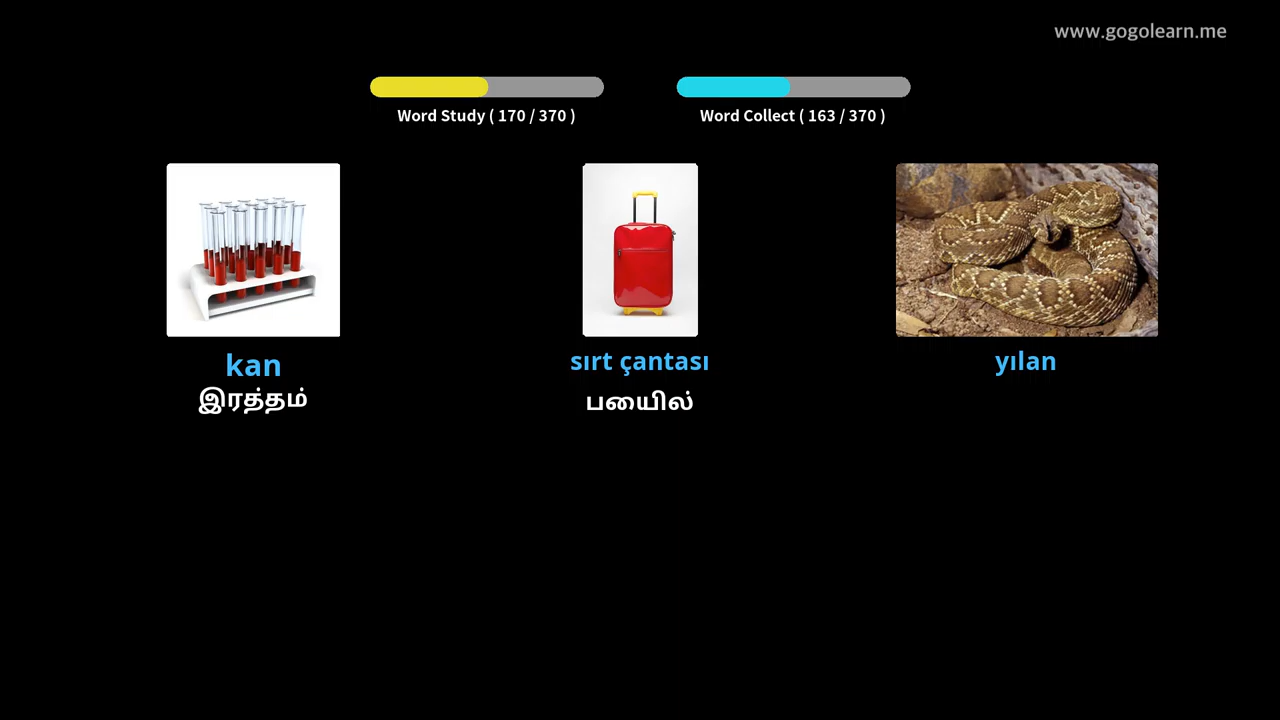 www.gogolearn.me
Word Study ( 170 / 370 )
Word Collect ( 163 / 370 )
kan
இரத்தம்
sırt çantası
பயைில்
yılan